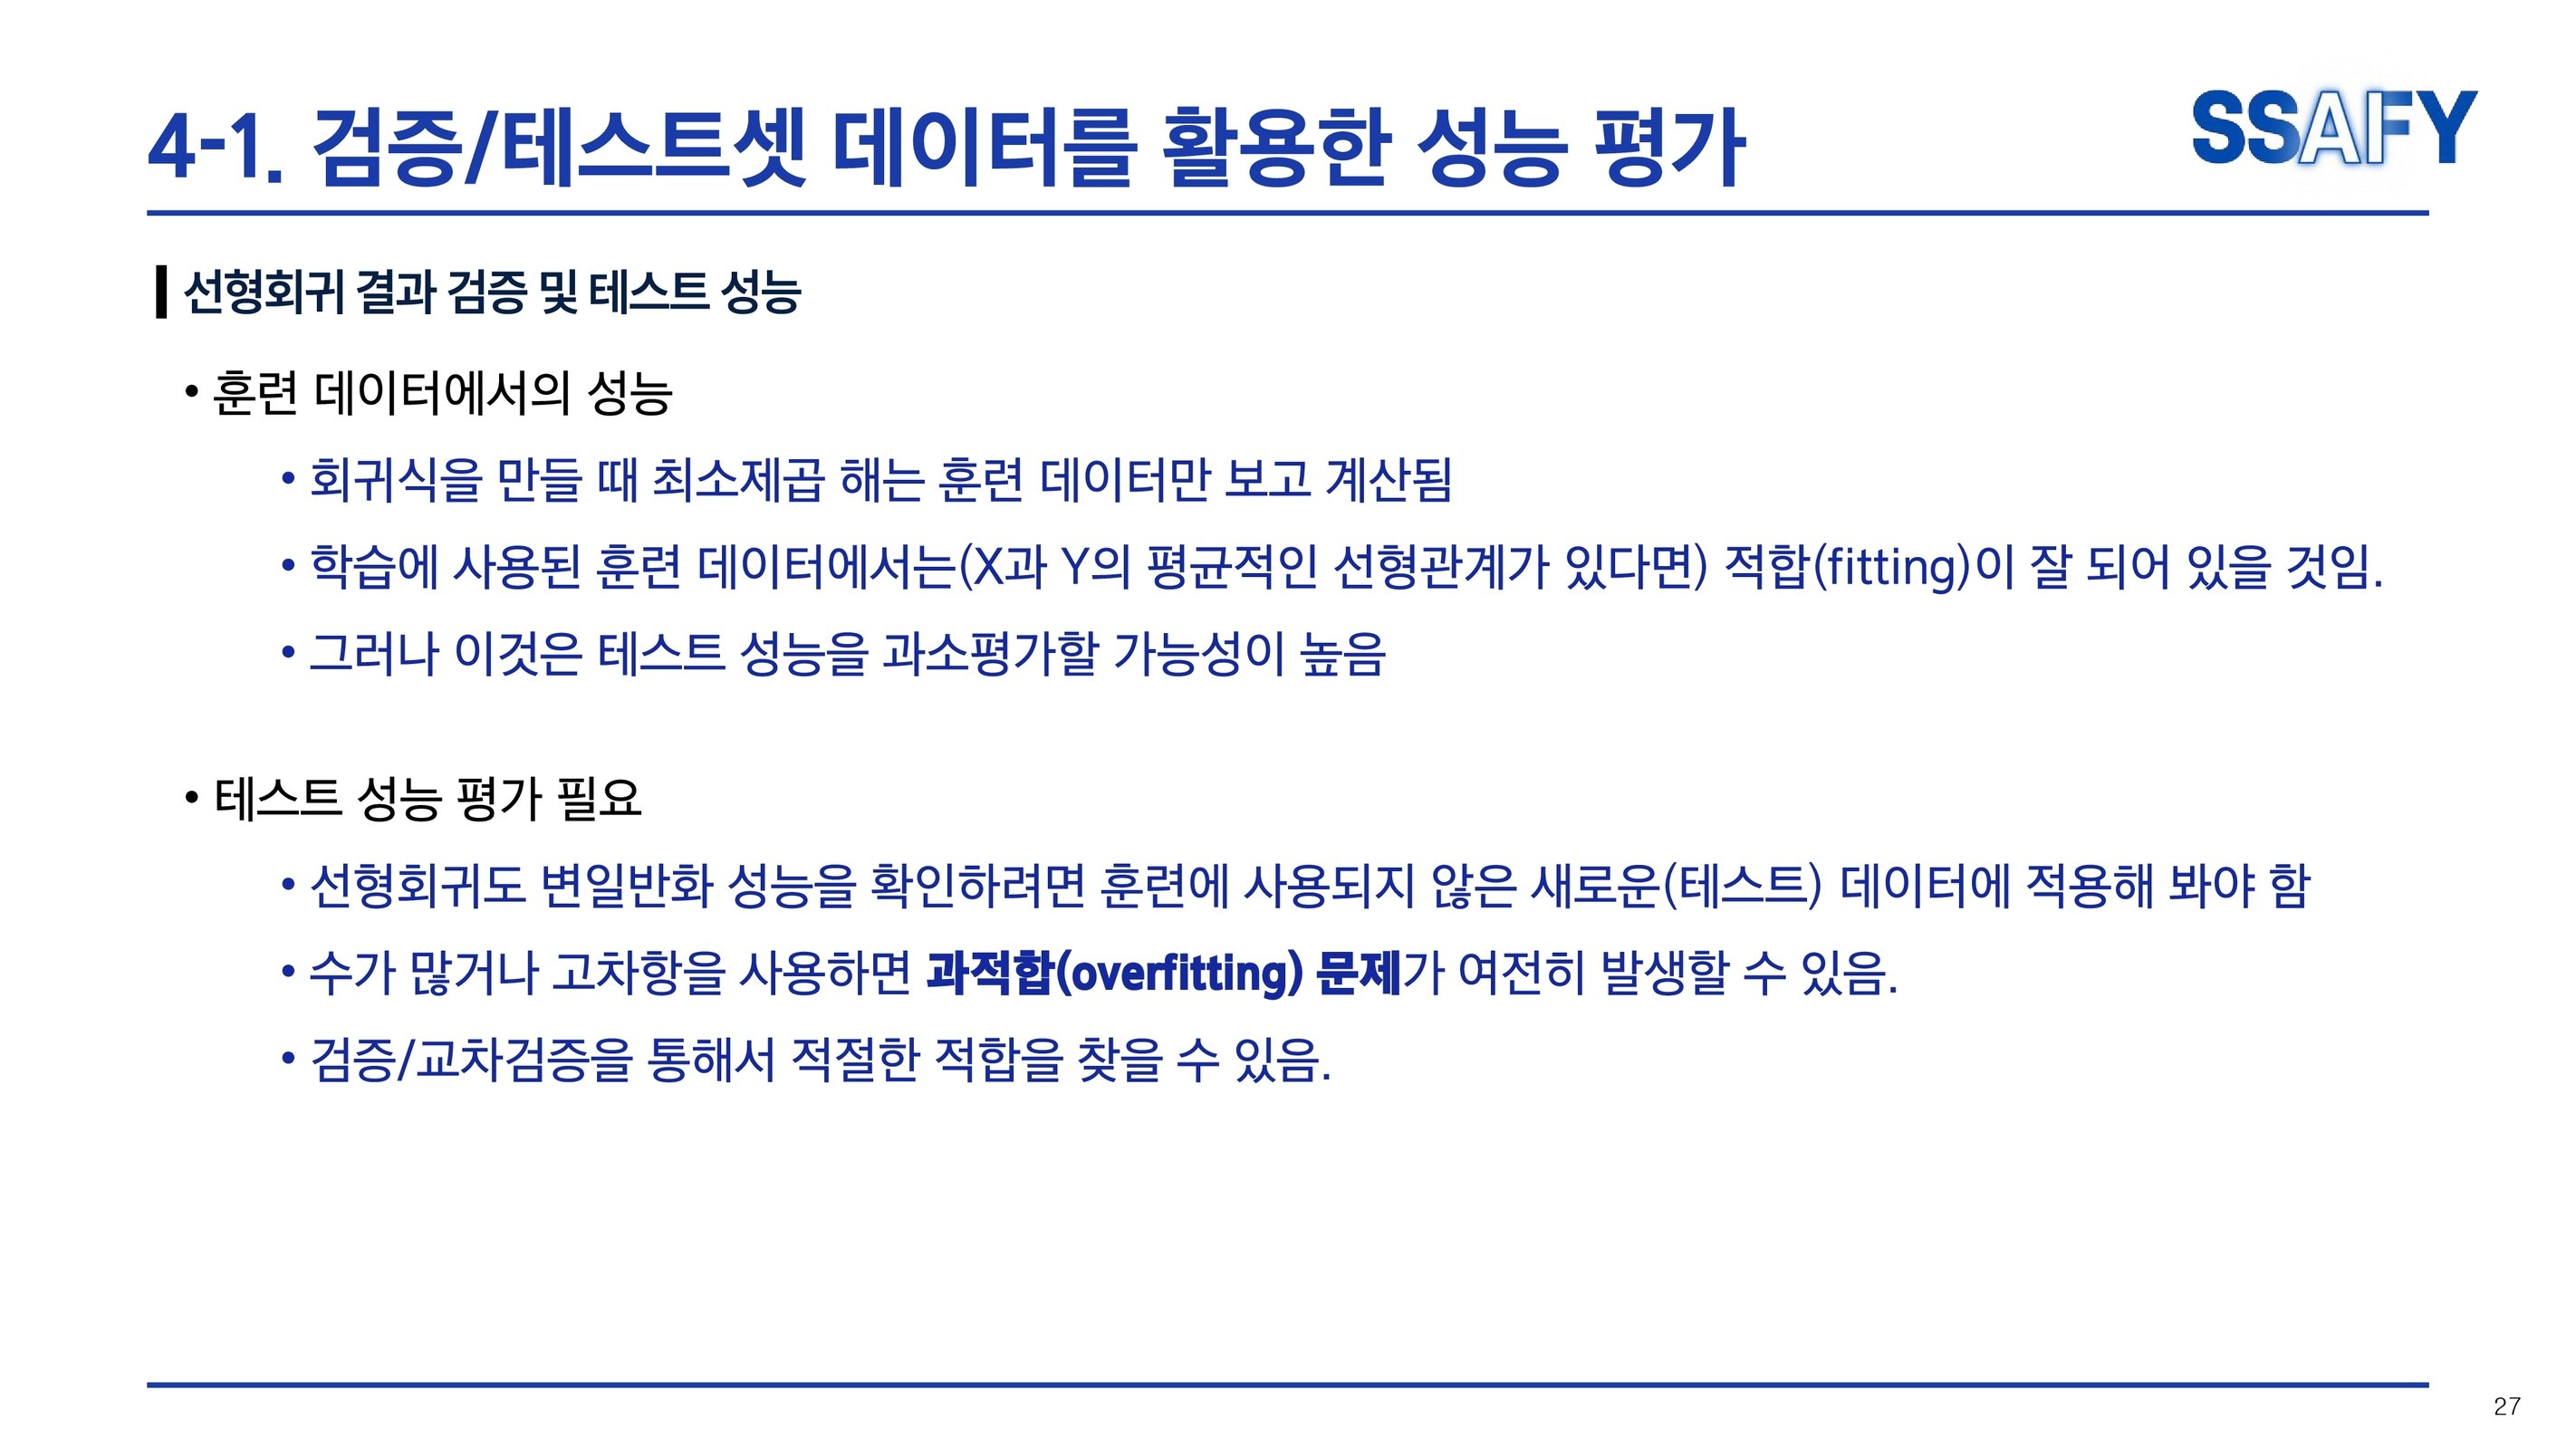 4-1. 검증/테스트셋 데이터를 활용한 성능 평가
SSAFY
선형회귀 결과 검증 및 테스트 성능
• 훈련 데이터에서의 성능
• 회귀식을 만들 때 최소제곱 해는 훈련 데이터만 보고 계산됨
• 학습에 사용된 훈련 데이터에서는(X과 Y의 평균적인 선형관계가 있다면) 적합(fitting)이 잘 되어 있을 것임.
• 그러나 이것은 테스트 성능을 과소평가할 가능성이 높음
• 테스트 성능 평가 필요
• 선형회귀도 변일반화 성능을 확인하려면 훈련에 사용되지 않은 새로운(테스트) 데이터에 적용해 봐야 함
• 수가 많거나 고차항을 사용하면 과적합(overfitting) 문제가 여전히 발생할 수 있음.
• 검증/교차검증을 통해서 적절한 적합을 찾을 수 있음.
27